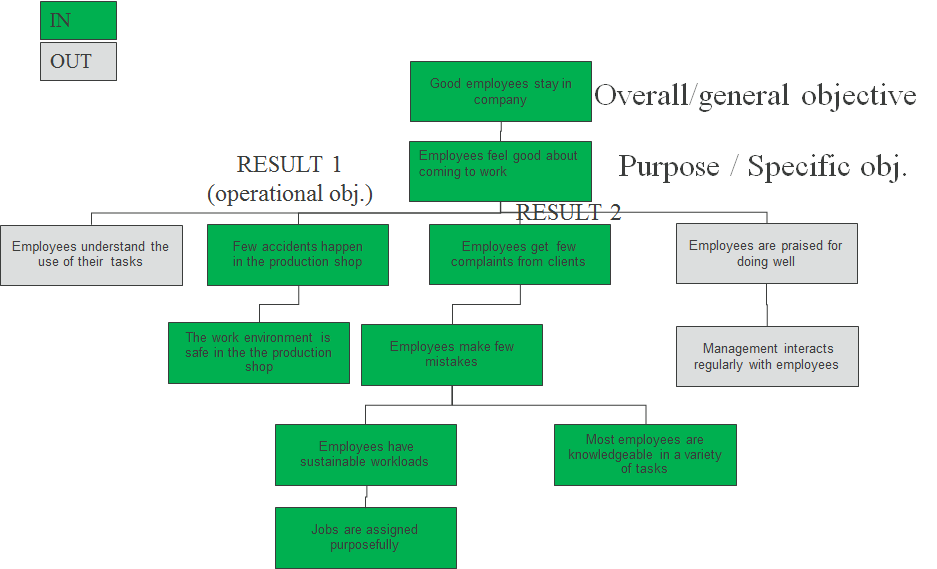 IN
OUT
Good employees stay in
company
Overall/general objective
Employees feel good about
coming to work
Purpose / Specific obj.
RESULT 1
(operational obj.)
RESULT 2
Employees understand the
use of their tasks
Few accidents happen
in the production shop
Employees get few
complaints from clients
Employees are praised for
doing well
The work environment is
safe in the the production
shop
Employees make few
mistakes
Management interacts
regularly with employees
Employees have
sustainable workloads
Most employees are
knowledgeable in a variety
of tasks
Jobs are assigned
purposefully